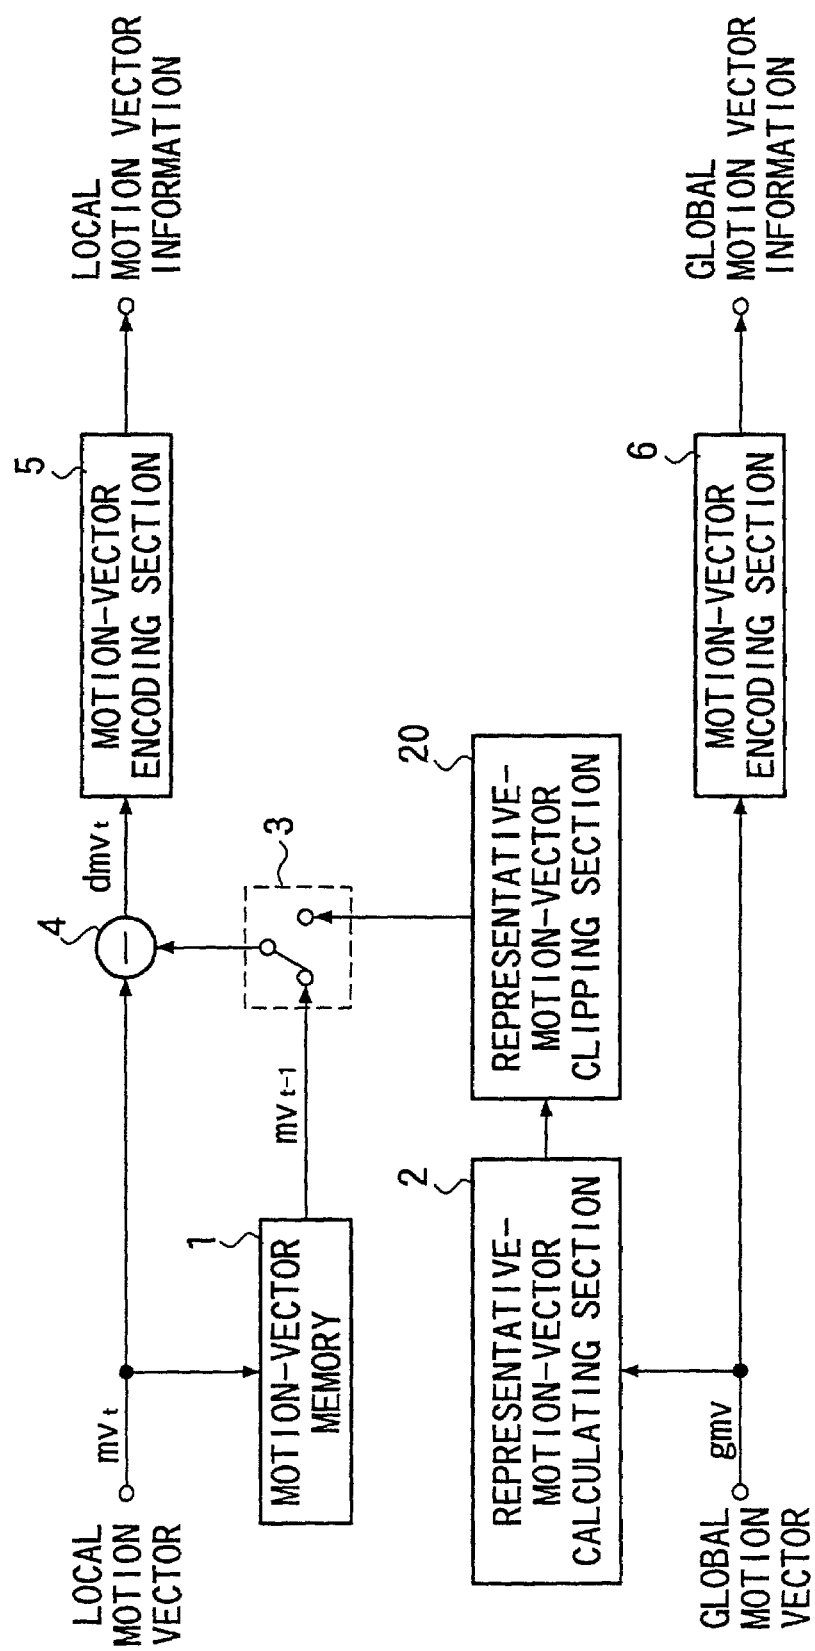 LOCAL
MOTION
VECTOR
mvt
1
MOTION-VECTOR
MEMORY
mvt-1
3
4
dmvt
5
MOTION-VECTOR
ENCODING SECTION
LOCAL
MOTION VECTOR
INFORMATION
2
REPRESENTATIVE-
MOTION-VECTOR
CALCULATING SECTION
20
REPRESENTATIVE-
MOTION-VECTOR
CLIPPING SECTION
GLOBAL
MOTION
VECTOR
gmv
6
MOTION-VECTOR
ENCODING SECTION
GLOBAL
MOTION VECTOR
INFORMATION